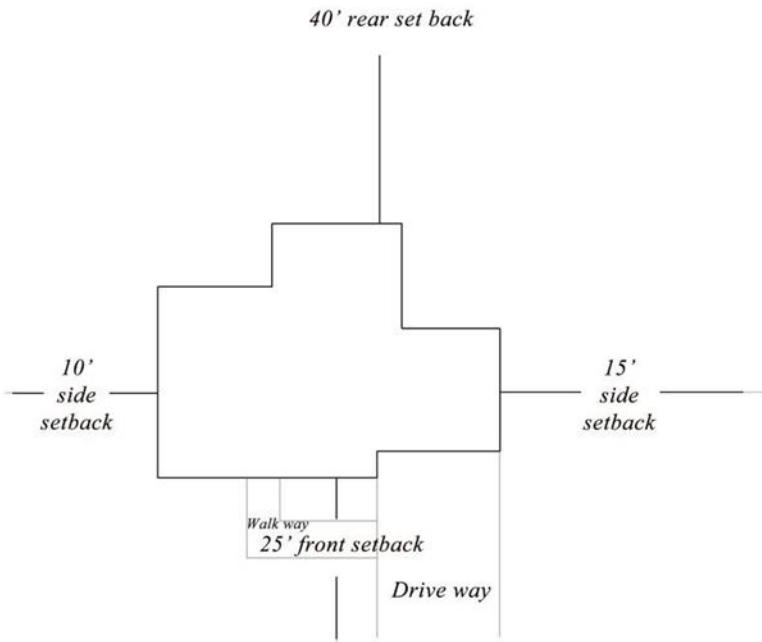 40’ rear set back
10’
side
setback
15’
side
setback
Walk way
25’ front setback
Drive way